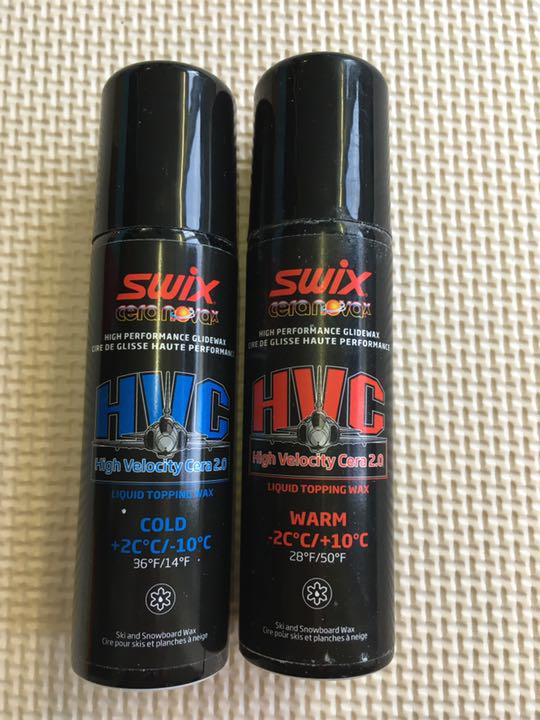 swix
ceranovax
HIGH PERFORMANCE GLIDEWAX
CIRE DE GLISSE HAUTE PERFORMANCE
HVC
High Velocity Cera 2.0
LIQUID TOPPING WAX
COLD
+2C°C/-10°C
36°F/14°F
Ski and Snowboard Wax
Cire pour skis et planches à neige
swix
ceranovax
HIGH PERFORMANCE GLIDEWAX
CIRE DE GLISSE HAUTE PERFORMANCE
HVC
High Velocity Cera 2.0
LIQUID TOPPING WAX
WARM
-2C°C/+10°C
28°F/50°F
Ski and Snowboard Wax
Cire pour skis et planches à neige